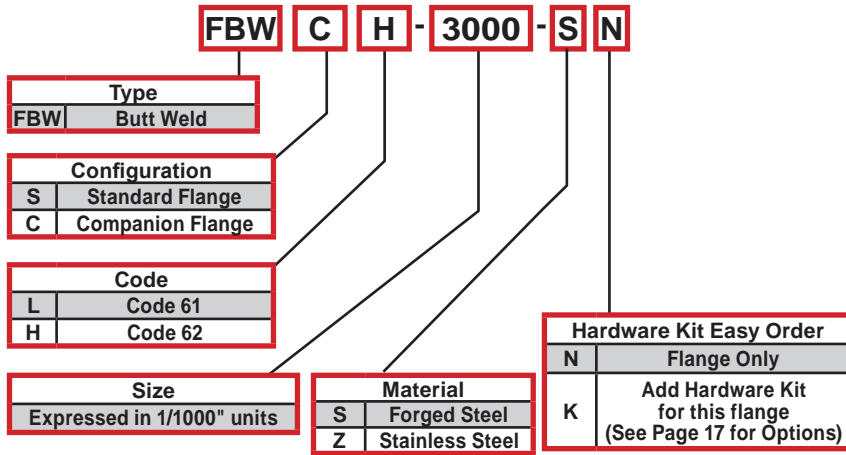 FBW C H - 3000 - S N
Type
FBW Butt Weld
Configuration
S Standard Flange
C Companion Flange
Code
L Code 61
H Code 62
Size
Expressed in 1/1000" units
Material
S Forged Steel
Z Stainless Steel
Hardware Kit Easy Order
N Flange Only
K Add Hardware Kit
for this flange
(See Page 17 for Options)